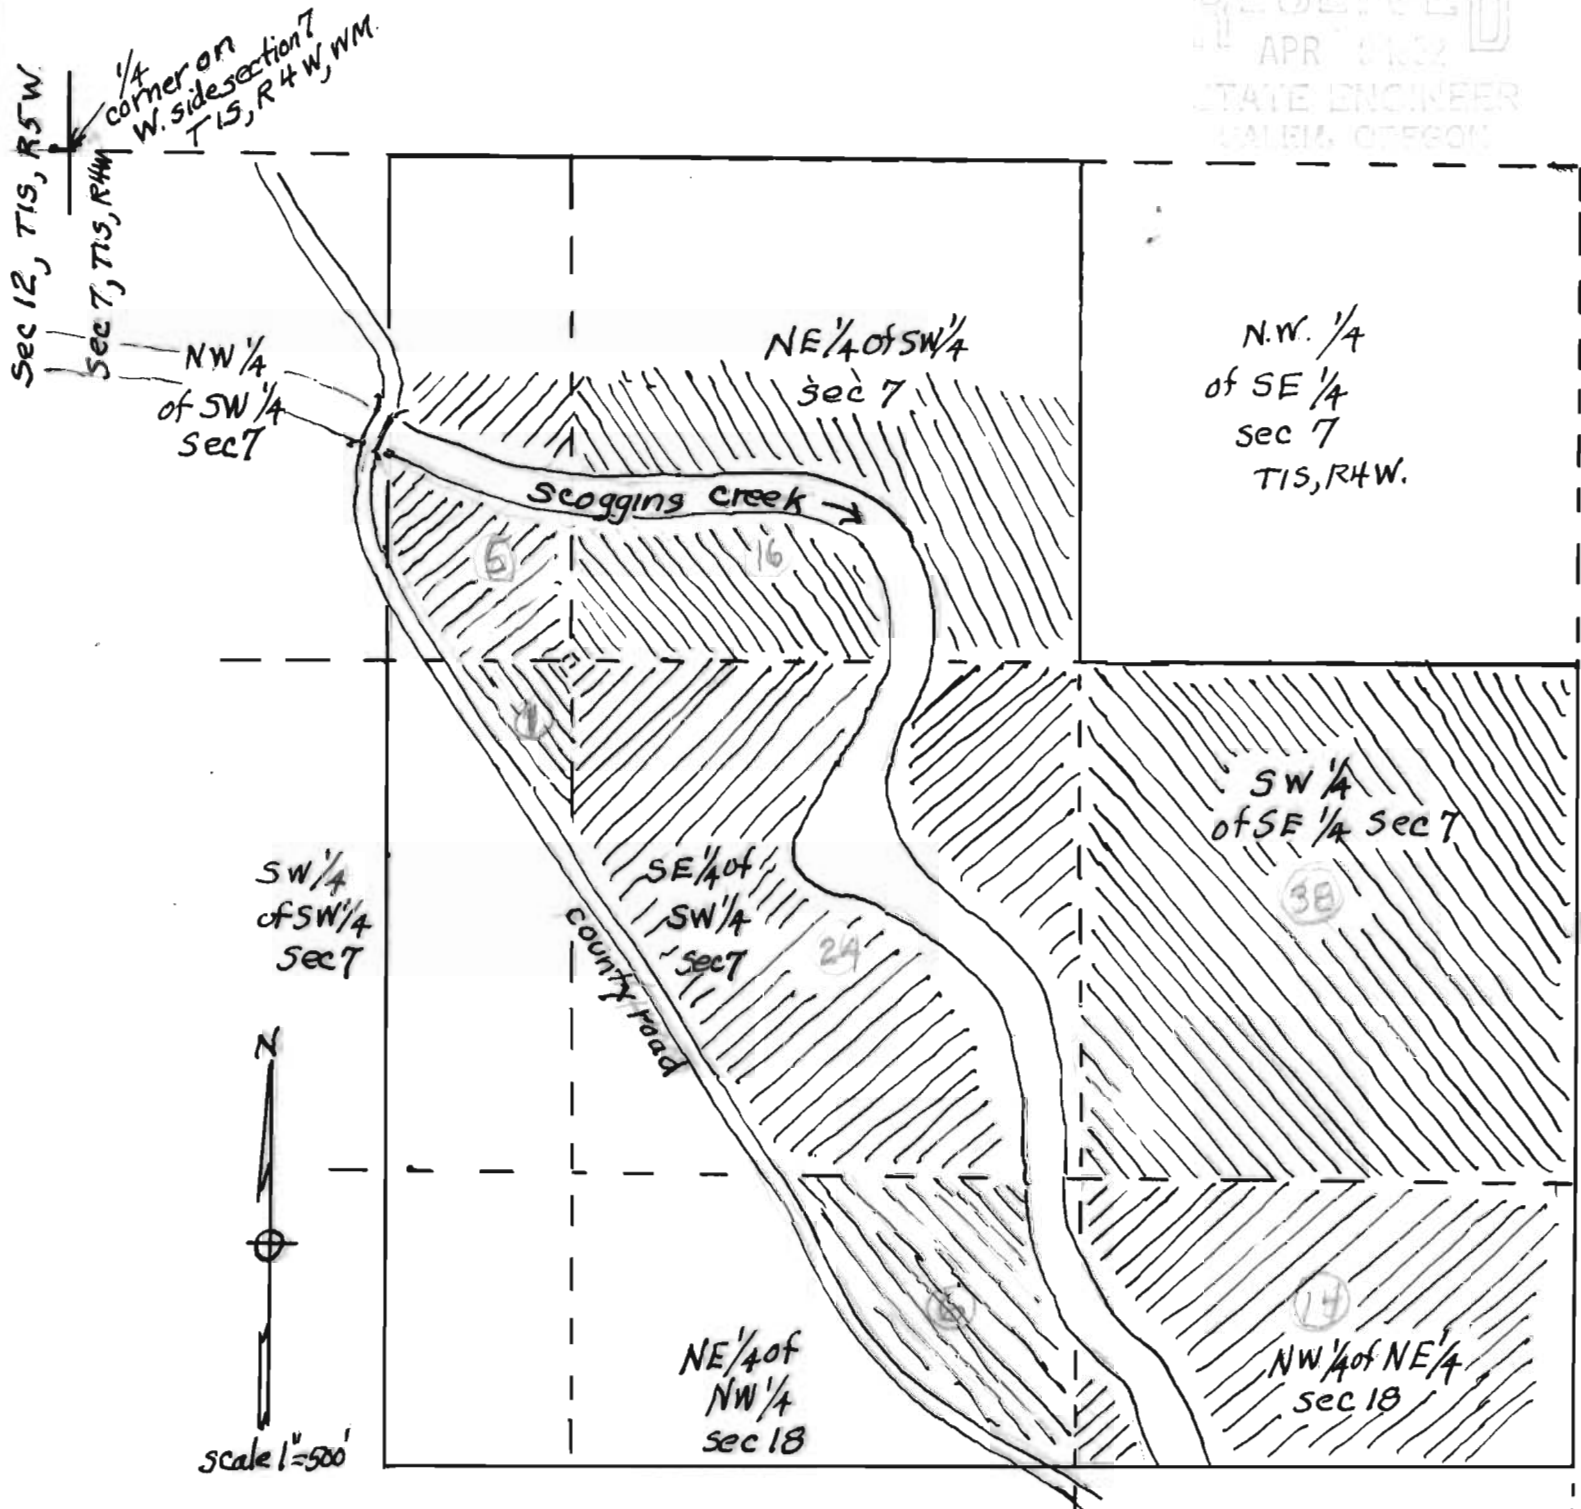 RECEIVED
APR
STATE ENGINEER
SALEM, OREGON
1/4
corner on
W. side section 7
T1S, R4W, WM.
Sec 12, T1S, R5W
Sec 7, T1S, R4W
NW 1/4
of SW 1/4
Sec 7
NE 1/4 of SW 1/4
sec 7
N.W. 1/4
of SE 1/4
sec 7
T1S, R4W.
Scoggins Creek
5
16
1
SW 1/4
of SE 1/4 Sec 7
38
SW 1/4
of SW 1/4
Sec 7
SE 1/4 of
SW 1/4
Sec 7
24
county road
N
6
14
NE 1/4 of
NW 1/4
sec 18
NW 1/4 of NE 1/4
sec 18
scale 1"=500'